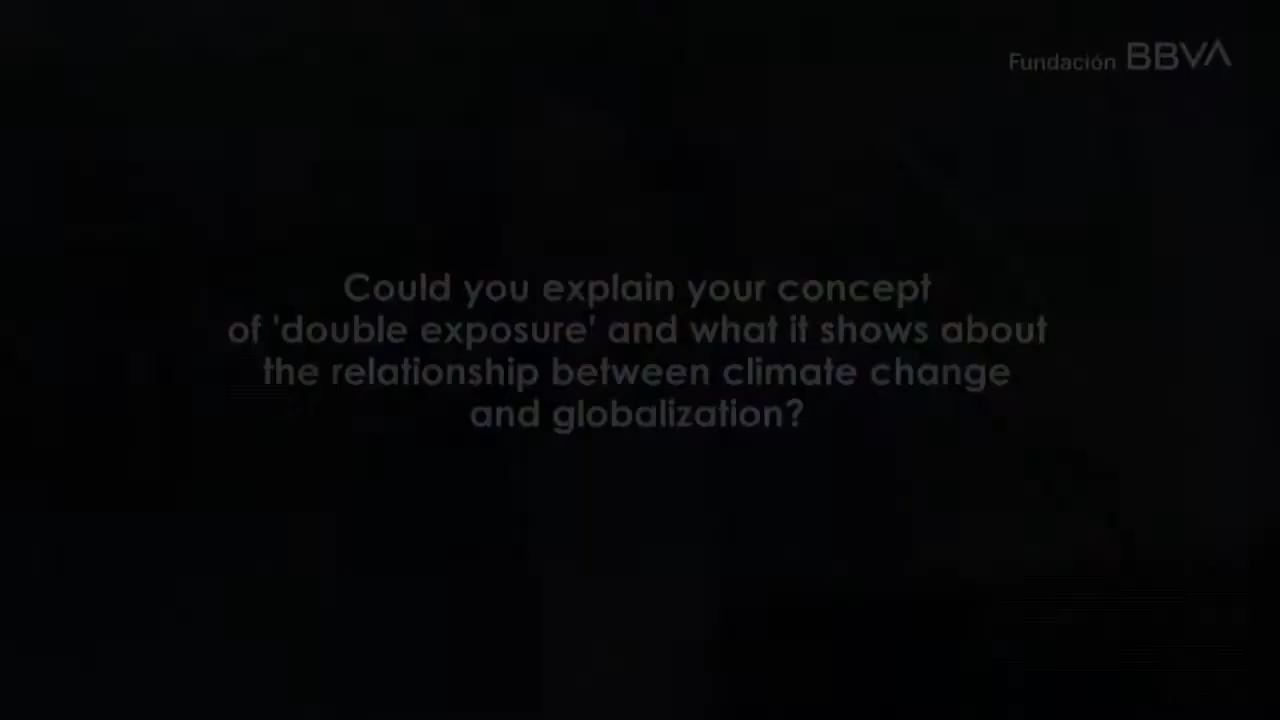 Fundación BBVA
Could you explain your concept
of 'double exposure' and what it shows about
the relationship between climate change
and globalization?